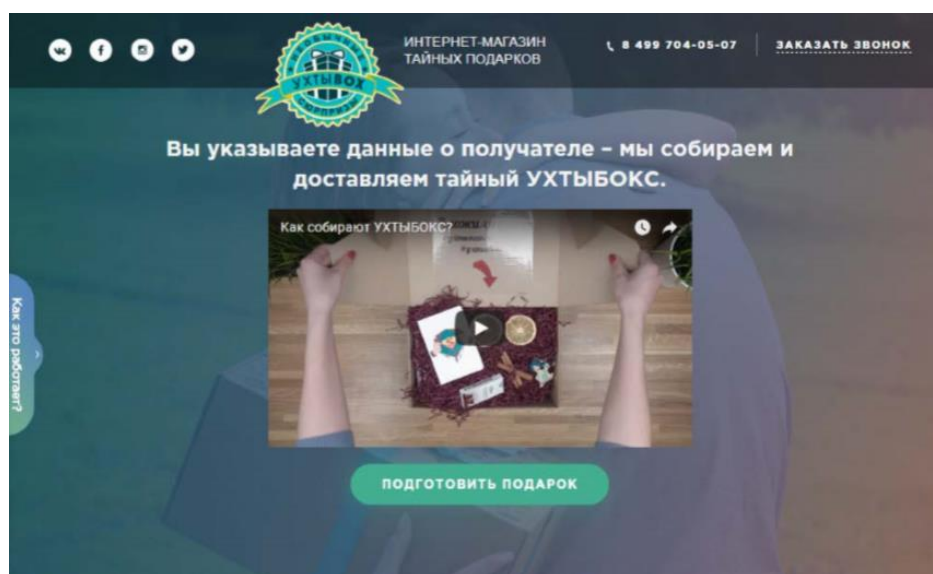 ИНТЕРНЕТ-МАГАЗИН
ТАЙНЫХ ПОДАРКОВ
8 499 704-05-07
ЗАКАЗАТЬ ЗВОНОК
УХТЫBOX
Вы указываете данные о получателе – мы собираем и
доставляем тайный УХТЫБОКС.
Как собирают УХТЫБОКС?
Как это работает?
ПОДГОТОВИТЬ ПОДАРОК